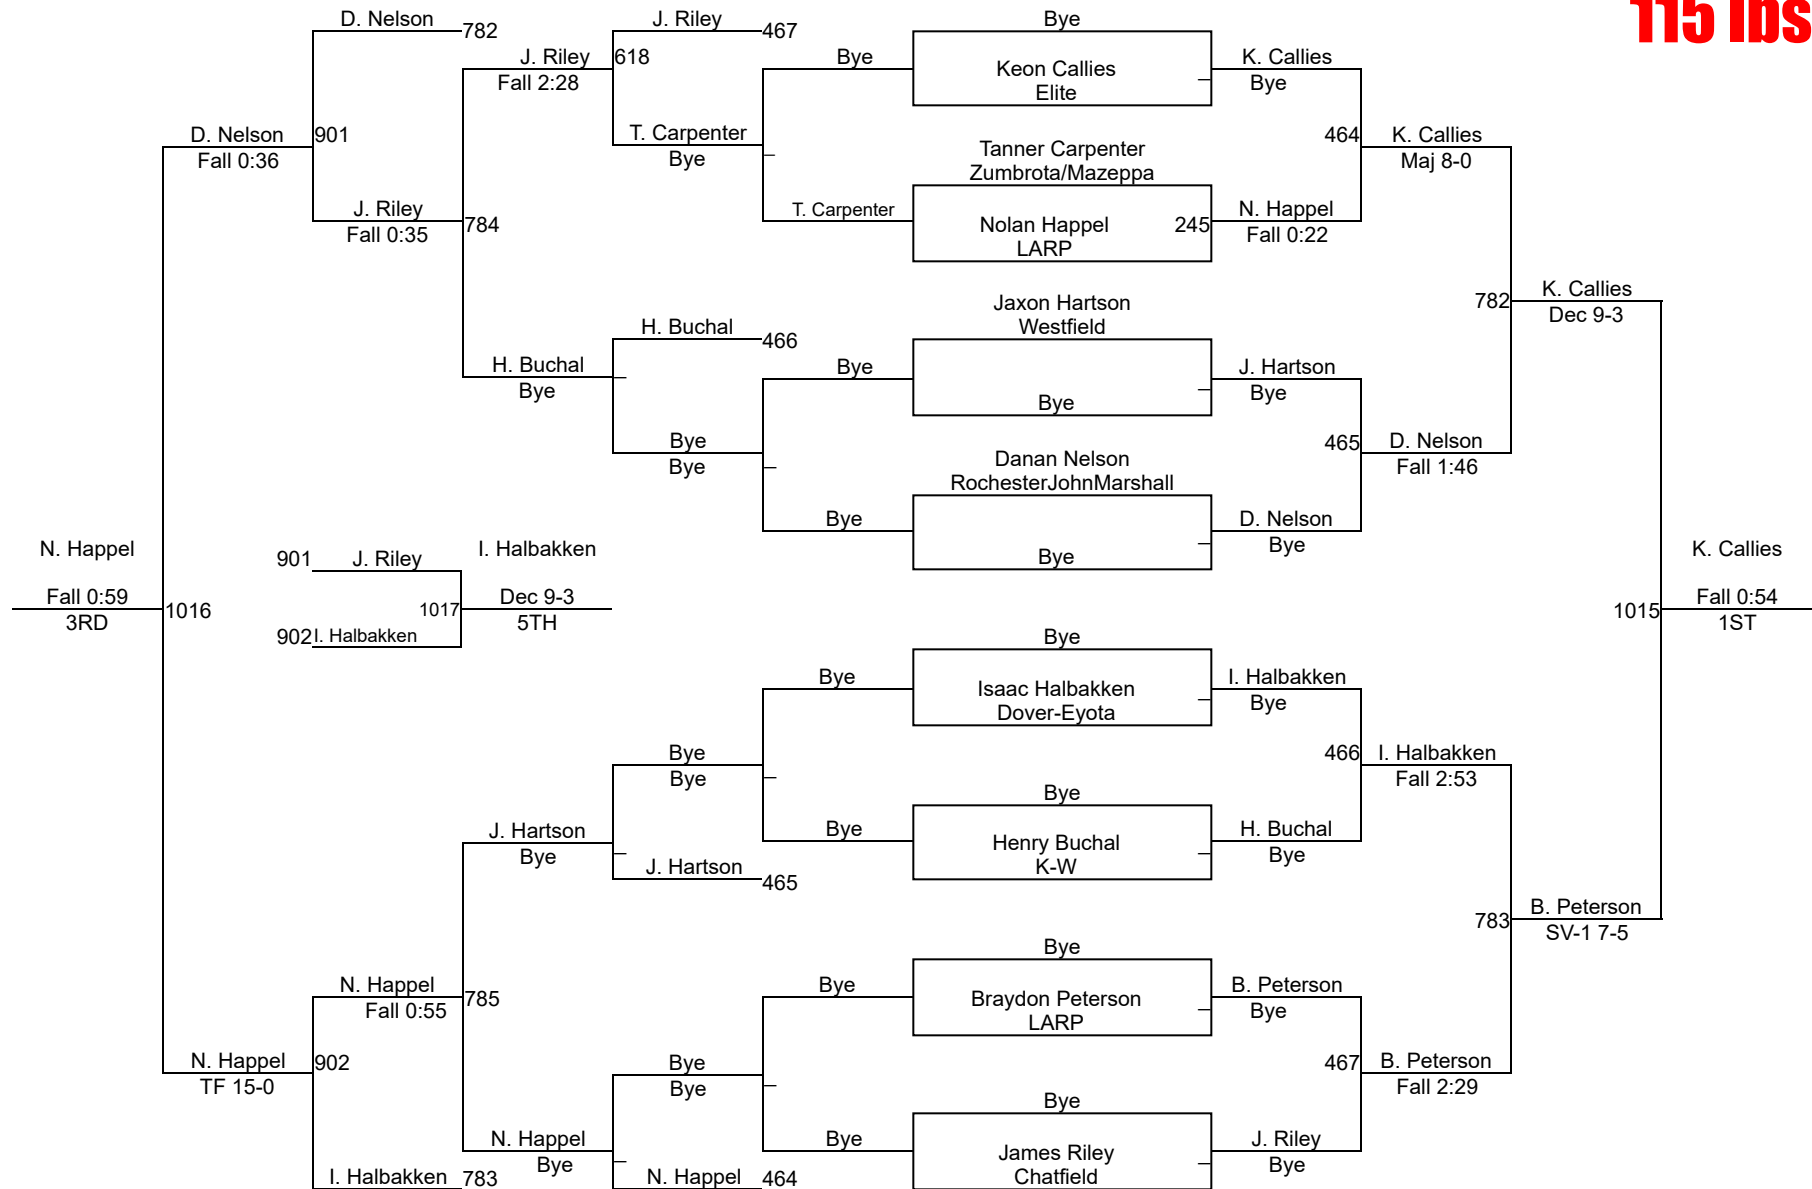 115 lbs
D. Nelson
782
J. Riley
467
Bye
J. Riley
618
Fall 2:28
Bye
Keon Callies
Elite
K. Callies
Bye
D. Nelson
901
Fall 0:36
T. Carpenter
Bye
Tanner Carpenter
Zumbrota/Mazeppa
464
K. Callies
Maj 8-0
J. Riley
784
Fall 0:35
T. Carpenter
Nolan Happel
LARP
245
N. Happel
Fall 0:22
H. Buchal
466
Jaxon Hartson
Westfield
782
K. Callies
Dec 9-3
H. Buchal
Bye
Bye
Bye
J. Hartson
Bye
Bye
Bye
Danan Nelson
RochesterJohnMarshall
465
D. Nelson
Fall 1:46
Bye
Bye
D. Nelson
Bye
N. Happel
Fall 0:59
3RD
1016
901
J. Riley
902
I. Halbakken
1017
I. Halbakken
Dec 9-3
5TH
K. Callies
1015
Fall 0:54
1ST
Bye
Bye
Isaac Halbakken
Dover-Eyota
I. Halbakken
Bye
Bye
Bye
466
I. Halbakken
Fall 2:53
J. Hartson
Bye
Bye
Bye
Henry Buchal
K-W
H. Buchal
Bye
J. Hartson
465
783
B. Peterson
SV-1 7-5
Bye
N. Happel
785
Fall 0:55
Bye
Braydon Peterson
LARP
B. Peterson
Bye
N. Happel
902
TF 15-0
Bye
Bye
467
B. Peterson
Fall 2:29
Bye
N. Happel
Bye
Bye
James Riley
Chatfield
J. Riley
Bye
I. Halbakken
783
N. Happel
464